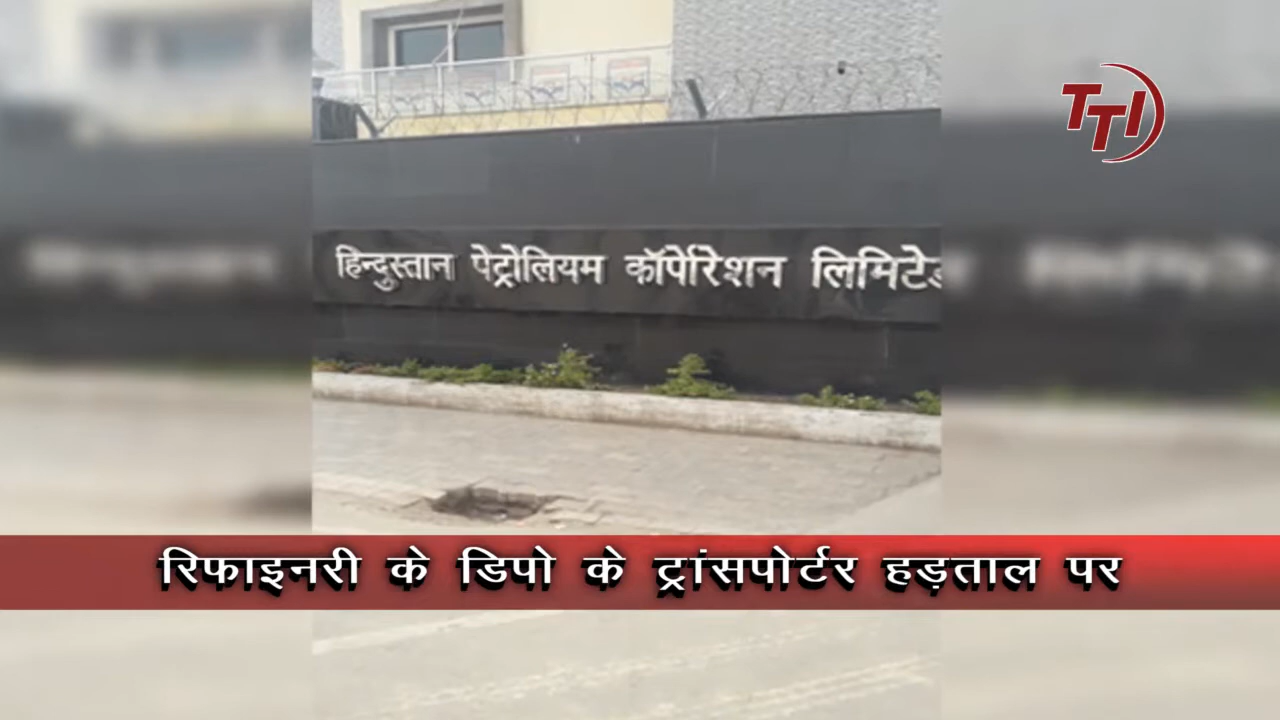 TTI
हिन्दुस्तान पेट्रोलियम कॉर्पोरेशन लिमिटेड
रिफाइनरी के डिपो के ट्रांसपोर्टर हड़ताल पर